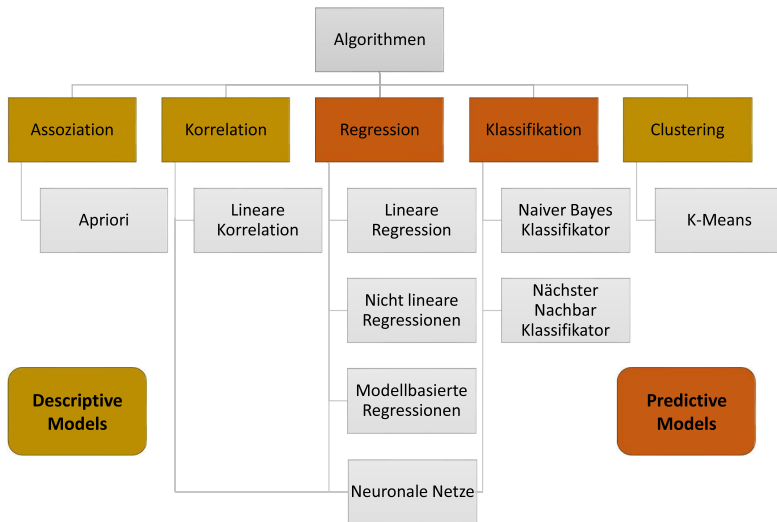 Algorithmen
Assoziation
Korrelation
Regression
Klassifikation
Clustering
Apriori
Lineare
Korrelation
Lineare
Regression
Naiver Bayes
Klassifikator
K-Means
Nicht lineare
Regressionen
Nächster
Nachbar
Klassifikator
Descriptive
Models
Modellbasierte
Regressionen
Predictive
Models
Neuronale Netze